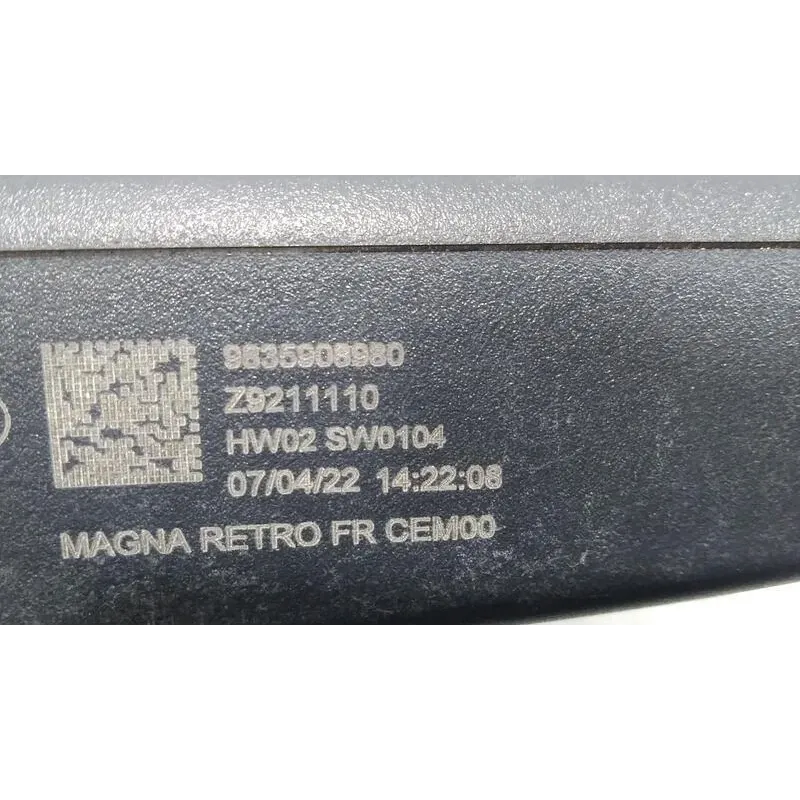 9835908980
Z9211110
HW02 SW0104
07/04/22 14:22:08
MAGNA RETRO FR CEM00